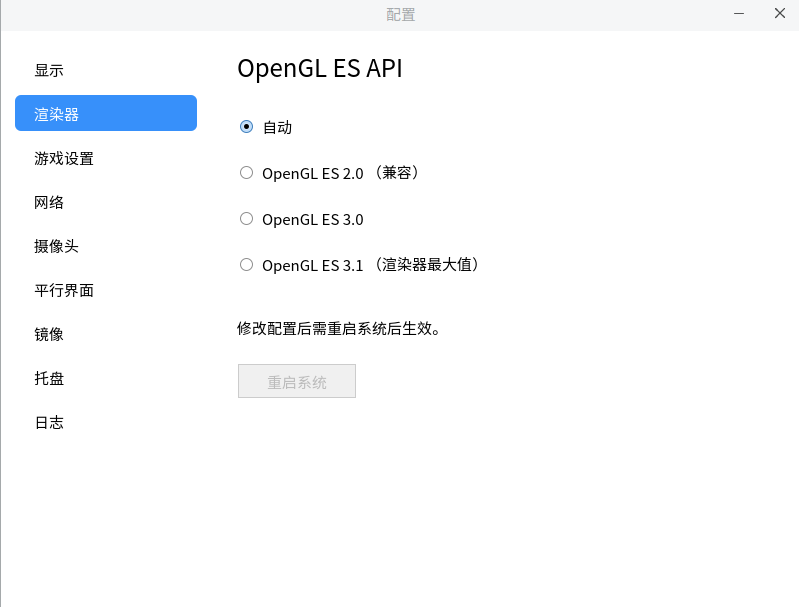 配置
显示
渲染器
游戏设置
网络
摄像头
平行界面
镜像
托盘
日志
OpenGL ES API
自动
OpenGL ES 2.0 （兼容）
OpenGL ES 3.0
OpenGL ES 3.1 （渲染器最大值）
修改配置后需重启系统后生效。
重启系统